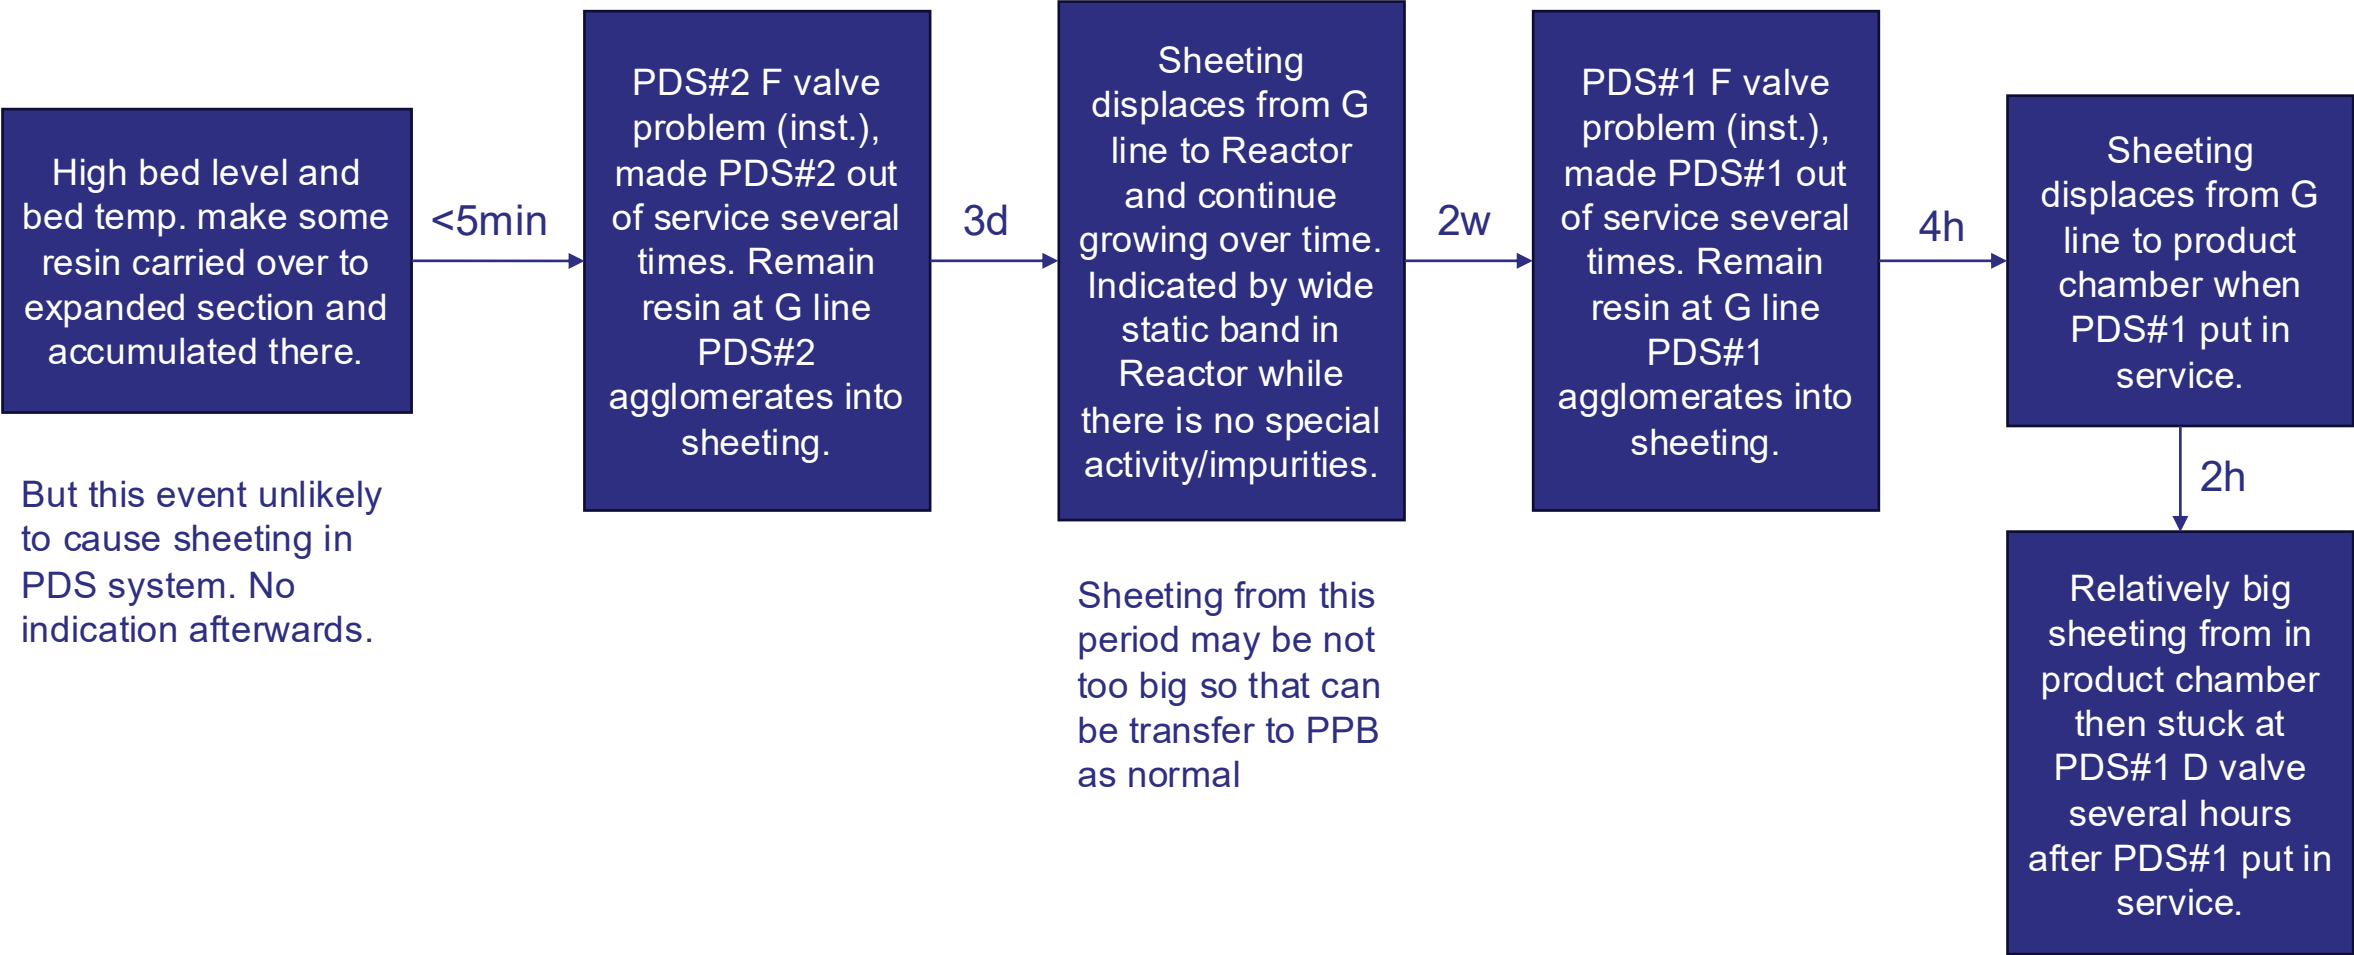 High bed level and
bed temp. make some
resin carried over to
expanded section and
accumulated there.
But this event unlikely
to cause sheeting in
PDS system. No
indication afterwards.
<5min
PDS#2 F valve
problem (inst.),
made PDS#2 out
of service several
times. Remain
resin at G line
PDS#2
agglomerates into
sheeting.
3d
Sheeting
displaces from G
line to Reactor
and continue
growing over time.
Indicated by wide
static band in
Reactor while
there is no special
activity/impurities.
Sheeting from this
period may be not
too big so that can
be transfer to PPB
as normal
2w
PDS#1 F valve
problem (inst.),
made PDS#1 out
of service several
times. Remain
resin at G line
PDS#1
agglomerates into
sheeting.
4h
Sheeting
displaces from G
line to product
chamber when
PDS#1 put in
service.
2h
Relatively big
sheeting from in
product chamber
then stuck at
PDS#1 D valve
several hours
after PDS#1 put in
service.